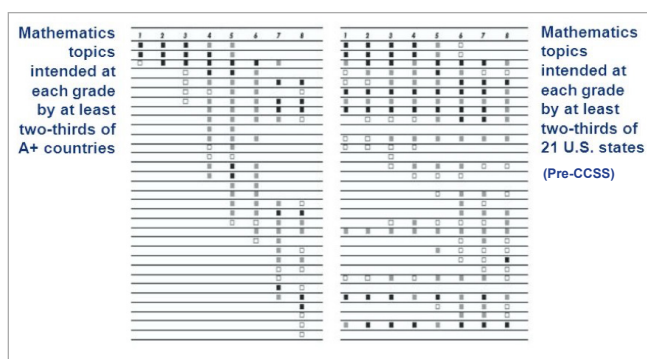 Mathematics
topics
intended at
each grade
by at least
two-thirds of
A+ countries
1 2 3 4 5 6 7 8
1 2 3 4 5 6 7 8
Mathematics
topics
intended at
each grade
by at least
two-thirds of
21 U.S. states
(Pre-CCSS)